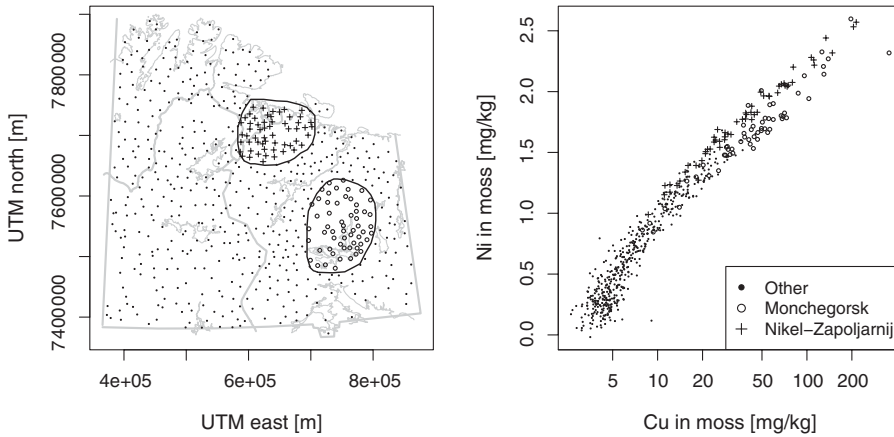 7400000 7600000 7800000
UTM north [m]
4e+05 6e+05 8e+05
UTM east [m]
0.0 0.5 1.0 1.5 2.0 2.5
Ni in moss [mg/kg]
Other
Monchegorsk
Nikel−Zapoljarnij
5 10 20 50 100 200
Cu in moss [mg/kg]